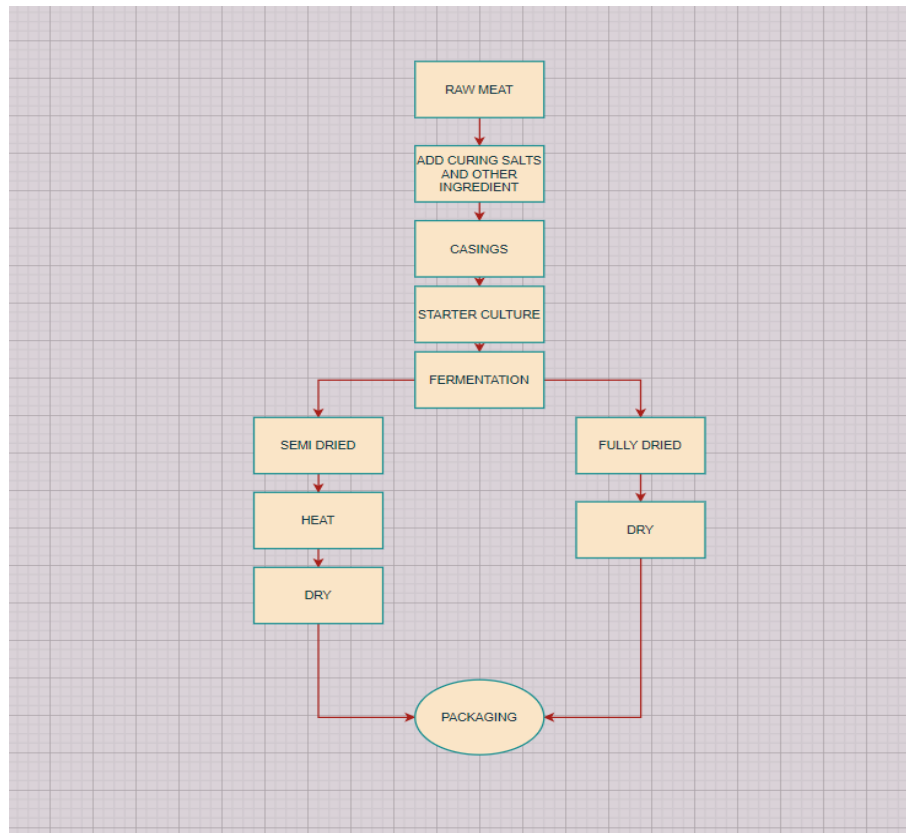 RAW MEAT
ADD CURING SALTS
AND OTHER
INGREDIENT
CASINGS
STARTER CULTURE
FERMENTATION
SEMI DRIED
FULLY DRIED
HEAT
DRY
DRY
PACKAGING